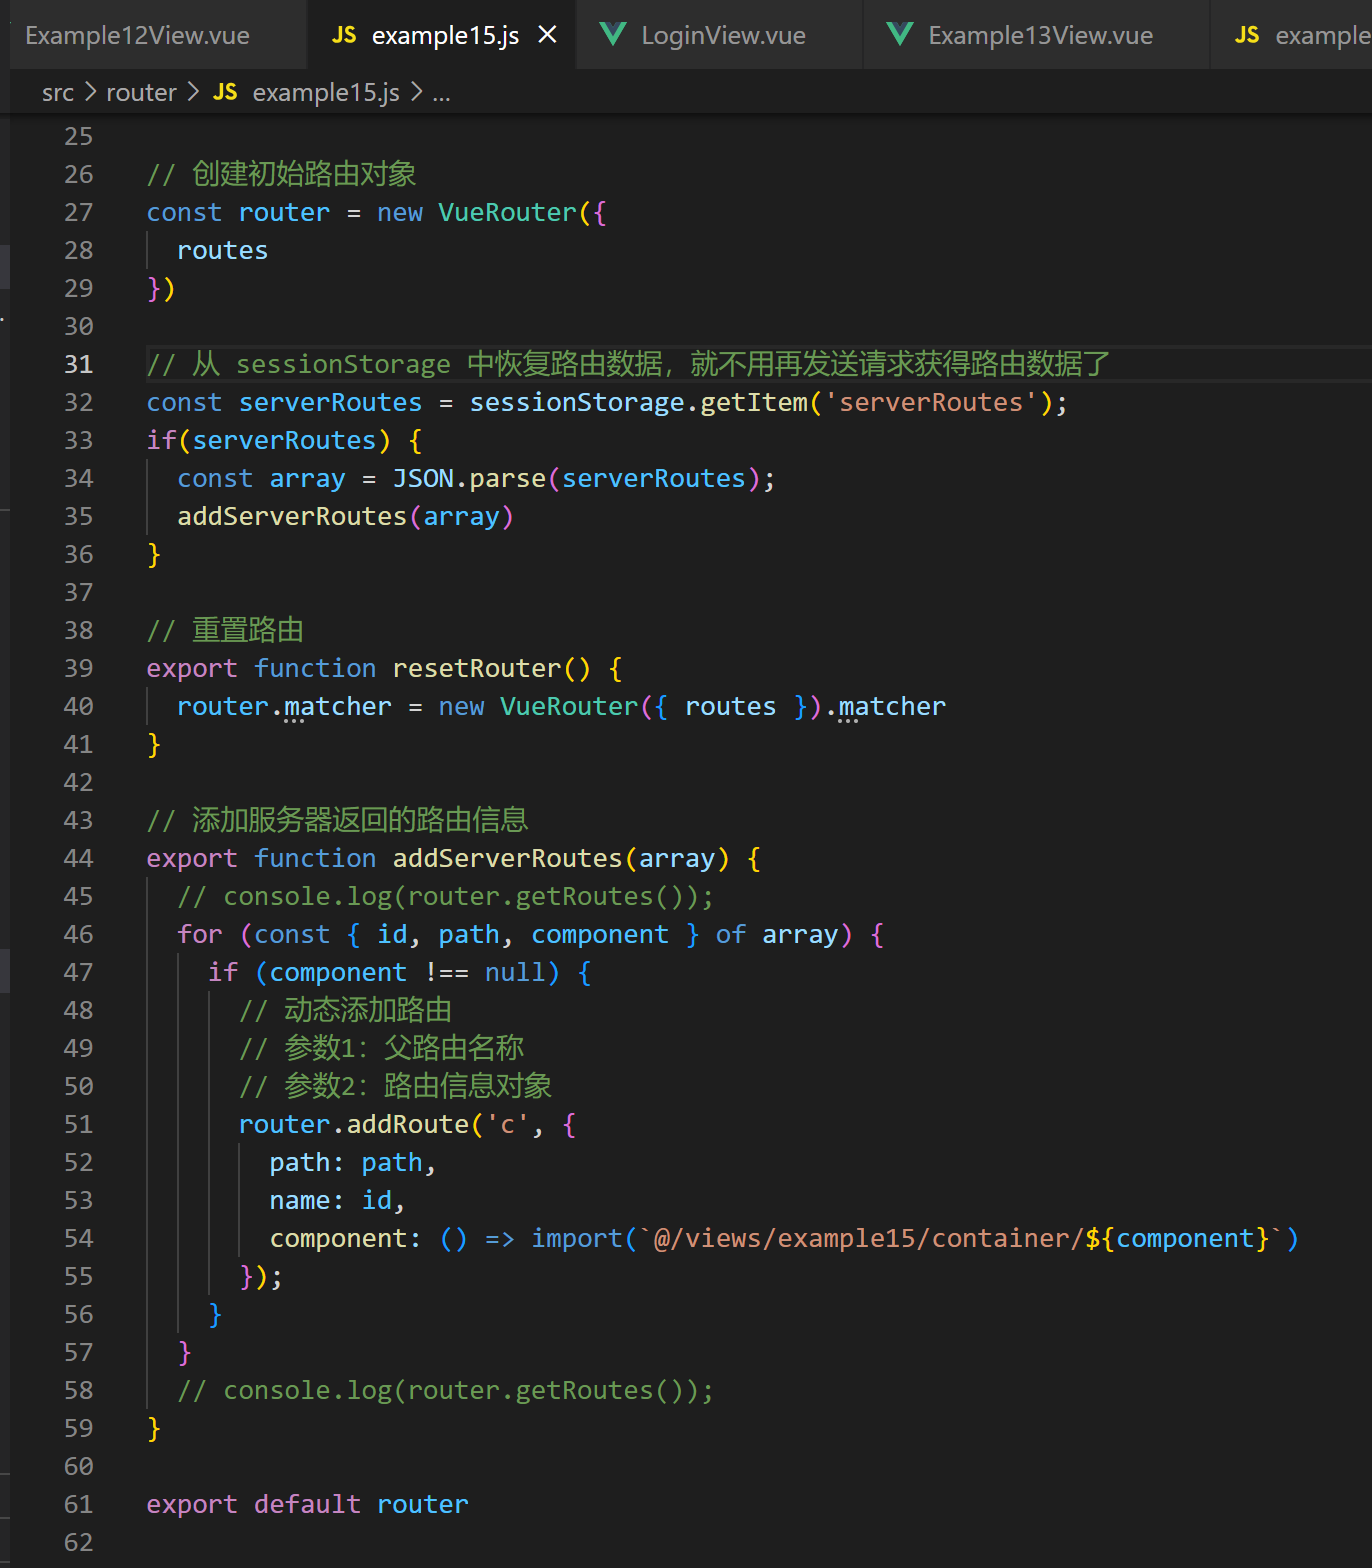 Example12View.vue JS example15.js × LoginView.vue Example13View.vue JS example
src > router > JS example15.js > ...
25
26 // 创建初始路由对象
27 const router = new VueRouter({
28   routes
29 })
30
31 // 从 sessionStorage 中恢复路由数据，就不用再发送请求获得路由数据了
32 const serverRoutes = sessionStorage.getItem('serverRoutes');
33 if(serverRoutes) {
34   const array = JSON.parse(serverRoutes);
35   addServerRoutes(array)
36 }
37
38 // 重置路由
39 export function resetRouter() {
40   router.matcher = new VueRouter({ routes }).matcher
41 }
42
43 // 添加服务器返回的路由信息
44 export function addServerRoutes(array) {
45   // console.log(router.getRoutes());
46   for (const { id, path, component } of array) {
47     if (component !== null) {
48       // 动态添加路由
49       // 参数1：父路由名称
50       // 参数2：路由信息对象
51       router.addRoute('c', {
52         path: path,
53         name: id,
54         component: () => import(`@/views/example15/container/${component}`)
55       });
56     }
57   }
58   // console.log(router.getRoutes());
59 }
60
61 export default router
62